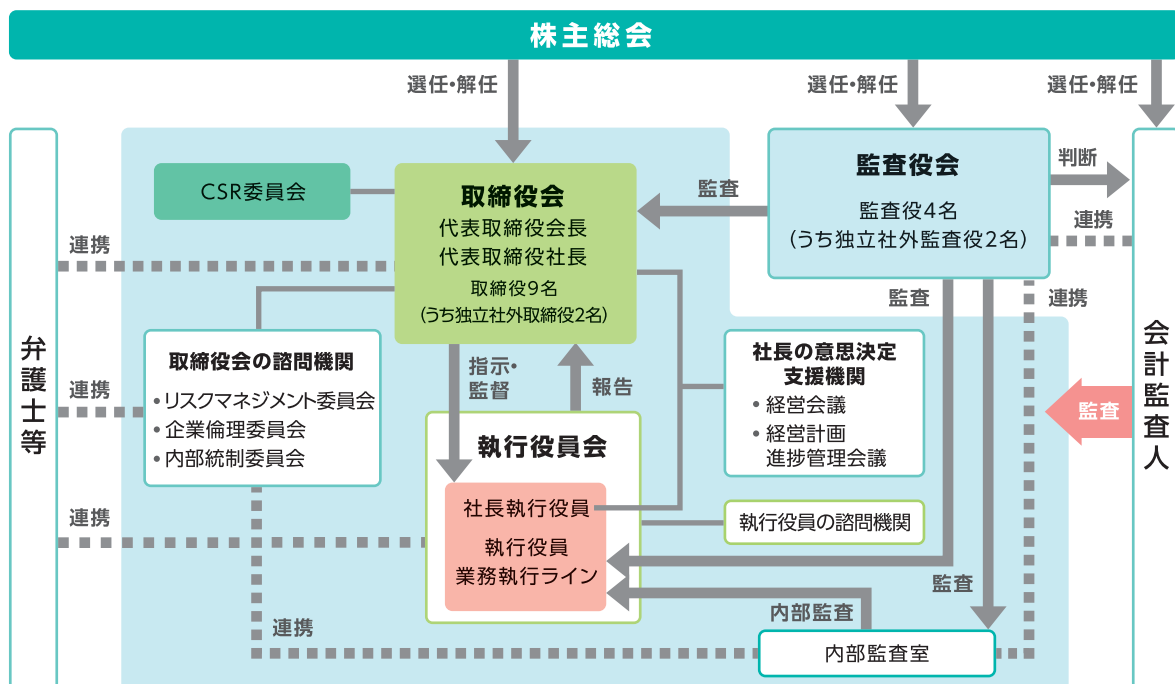 株主総会
選任・解任
選任・解任
選任・解任
CSR委員会
取締役会
代表取締役会長
代表取締役社長
取締役9名
(うち独立社外取締役2名)
監査
監査役会
監査役4名
(うち独立社外監査役2名)
判断
連携
連携
監査
連携
弁護士等
会計監査人
取締役会の諮問機関
・リスクマネジメント委員会
・企業倫理委員会
・内部統制委員会
連携
指示・
監督
報告
社長の意思決定
支援機関
・経営会議
・経営計画
進捗管理会議
監査
執行役員会
社長執行役員
執行役員
業務執行ライン
執行役員の諮問機関
連携
監査
内部監査
連携
内部監査室